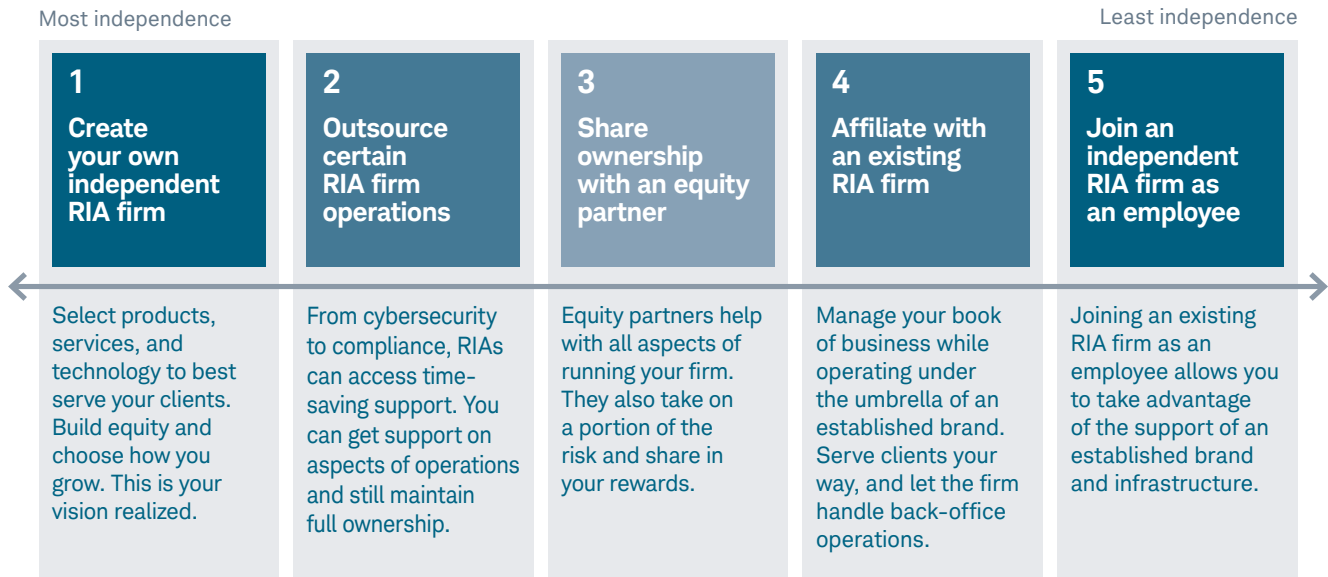 Most independence
Least independence
1
Create
your own
independent
RIA firm
Select products,
services, and
technology to best
serve your clients.
Build equity and
choose how you
grow. This is your
vision realized.
2
Outsource
certain
RIA firm
operations
From cybersecurity
to compliance, RIAs
can access time-
saving support. You
can get support on
aspects of operations
and still maintain
full ownership.
3
Share
ownership
with an equity
partner
Equity partners help
with all aspects of
running your firm.
They also take on
a portion of the
risk and share in
your rewards.
4
Affiliate with
an existing
RIA firm
Manage your book
of business while
operating under
the umbrella of an
established brand.
Serve clients your
way, and let the firm
handle back-office
operations.
5
Join an
independent
RIA firm as
an employee
Joining an existing
RIA firm as an
employee allows you
to take advantage
of the support of an
established brand
and infrastructure.